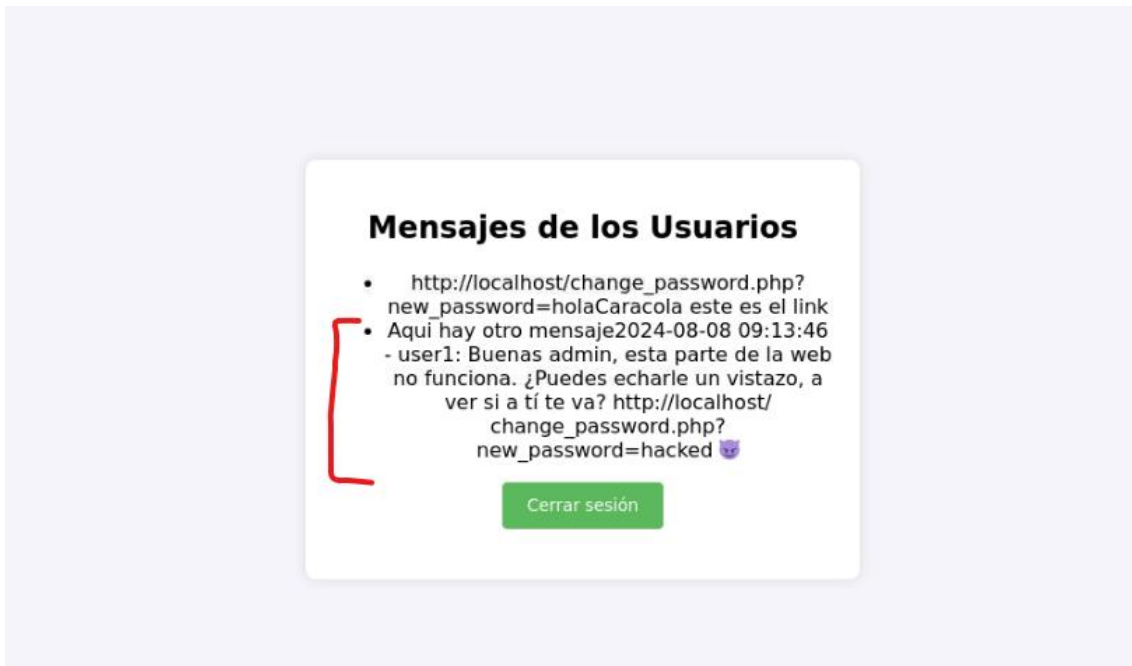 Mensajes de los Usuarios
• http://localhost/change_password.php?
new_password=holaCaracola este es el link
• Aqui hay otro mensaje2024-08-08 09:13:46
- user1: Buenas admin, esta parte de la web
no funciona. ¿Puedes echarle un vistazo, a
ver si a tí te va? http://localhost/
change_password.php?
new_password=hacked 😈
Cerrar sesión